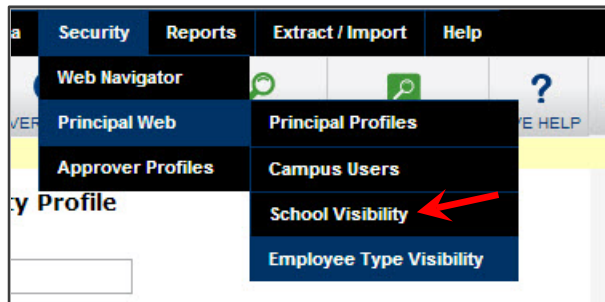 a Security Reports Extract / Import Help
Web Navigator
VER Principal Web Principal Profiles VE HELP
Approver Profiles Campus Users
ty Profile School Visibility
Employee Type Visibility